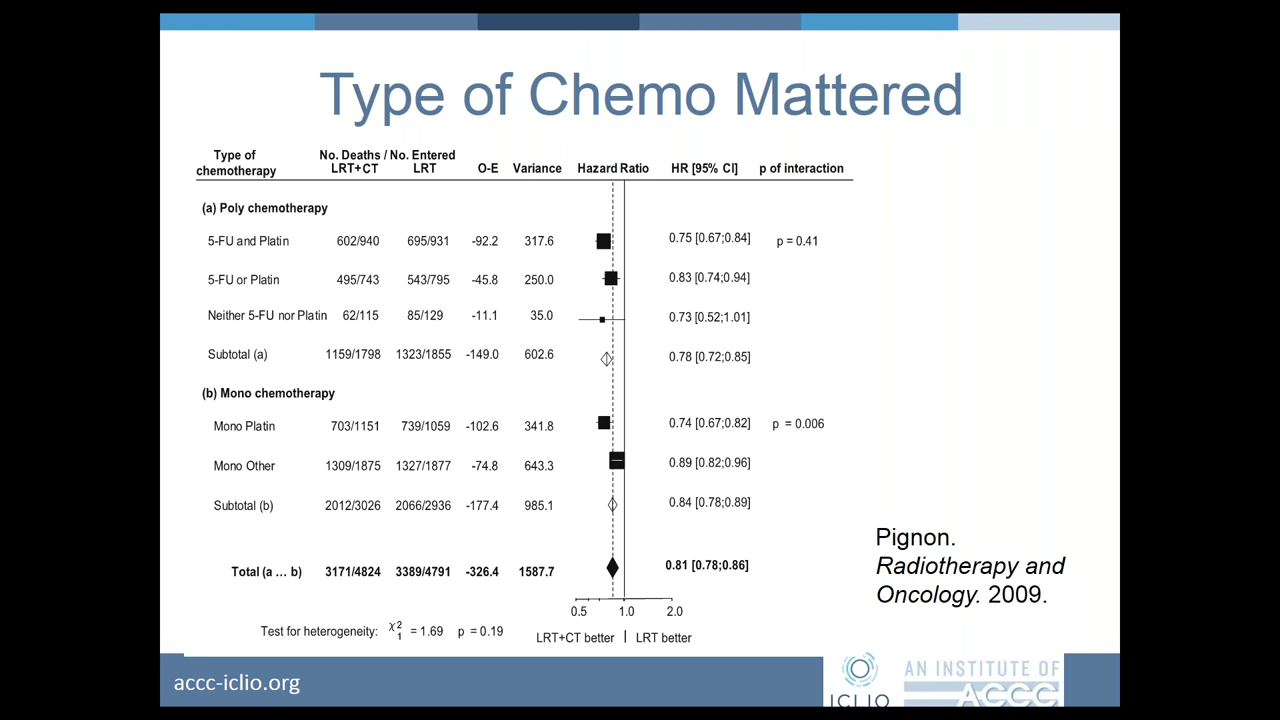 Type of Chemo Mattered
Type of chemotherapy No. Deaths / No. Entered LRT+CT LRT O-E Variance Hazard Ratio HR [95% CI] p of interaction
(a) Poly chemotherapy
5-FU and Platin 602/940 695/931 -92.2 317.6 0.75 [0.67;0.84] p = 0.41
5-FU or Platin 495/743 543/795 -45.8 250.0 0.83 [0.74;0.94]
Neither 5-FU nor Platin 62/115 85/129 -11.1 35.0 0.73 [0.52;1.01]
Subtotal (a) 1159/1798 1323/1855 -149.0 602.6 0.78 [0.72;0.85]
(b) Mono chemotherapy
Mono Platin 703/1151 739/1059 -102.6 341.8 0.74 [0.67;0.82] p = 0.006
Mono Other 1309/1875 1327/1877 -74.8 643.3 0.89 [0.82;0.96]
Subtotal (b) 2012/3026 2066/2936 -177.4 985.1 0.84 [0.78;0.89]
Total (a ... b) 3171/4824 3389/4791 -326.4 1587.7 0.81 [0.78;0.86]
0.5 1.0 2.0
Test for heterogeneity: χ²₁ = 1.69 p = 0.19
LRT+CT better | LRT better
Pignon.
Radiotherapy and
Oncology. 2009.
accc-iclio.org
ICLIO
AN INSTITUTE OF
ACCC